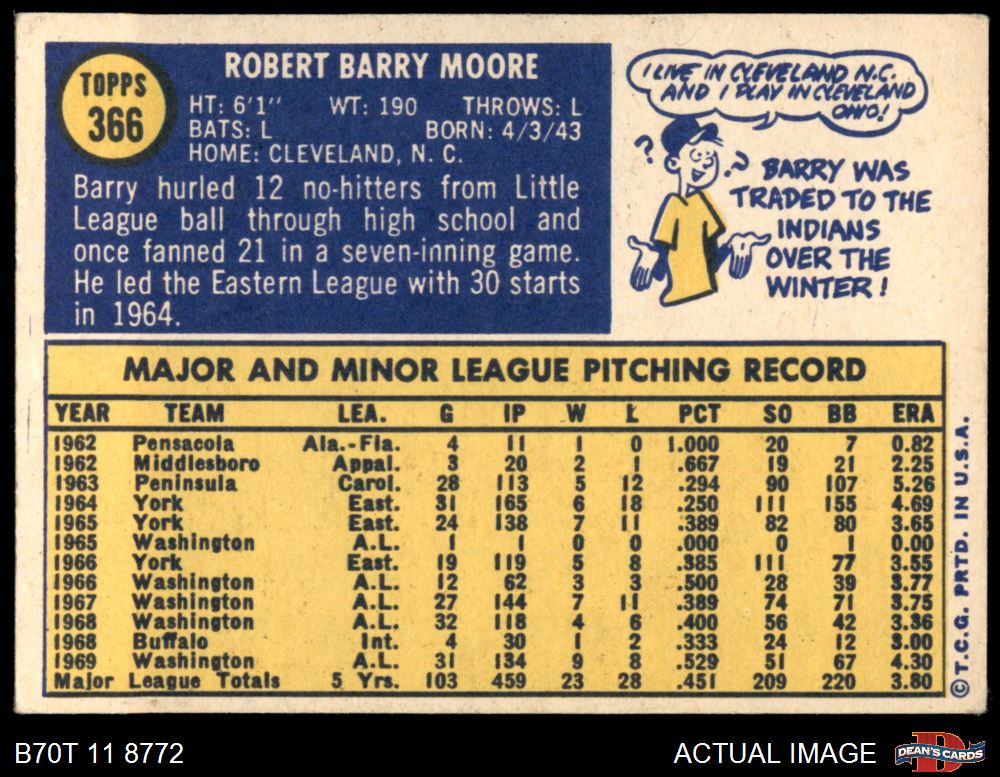 TOPPS
366
ROBERT BARRY MOORE
HT: 6'1" WT: 190 THROWS: L
BATS: L BORN: 4/3/43
HOME: CLEVELAND, N. C.
Barry hurled 12 no-hitters from Little
League ball through high school and
once fanned 21 in a seven-inning game.
He led the Eastern League with 30 starts
in 1964.
I LIVE IN CLEVELAND N.C.
AND I PLAY IN CLEVELAND
OHIO!
? ?
BARRY WAS
TRADED TO THE
INDIANS
OVER THE
WINTER!
MAJOR AND MINOR LEAGUE PITCHING RECORD
YEAR TEAM LEA. G IP W L PCT SO BB ERA
1962 Pensacola Ala.-Fla. 4 11 1 0 1.000 20 7 0.82
1962 Middlesboro Appal. 3 20 2 1 .667 19 21 2.25
1963 Peninsula Carol. 28 113 5 12 .294 90 107 5.26
1964 York East. 31 165 6 18 .250 111 155 4.69
1965 York East. 24 138 7 11 .389 82 80 3.65
1965 Washington A.L. 1 1 0 0 .000 0 1 0.00
1966 York East. 19 119 5 8 .385 111 77 3.55
1966 Washington A.L. 12 62 3 3 .500 28 39 3.77
1967 Washington A.L. 27 144 7 11 .389 74 71 3.75
1968 Washington A.L. 32 118 4 6 .400 56 42 3.36
1968 Buffalo Int. 4 30 1 2 .333 24 12 3.00
1969 Washington A.L. 31 134 9 8 .529 51 67 4.30
Major League Totals 5 Yrs. 103 459 23 28 .451 209 220 3.80
© T.C.G. PRTD. IN U.S.A.
B70T 11 8772
ACTUAL IMAGE
D
DEAN'S CARDS